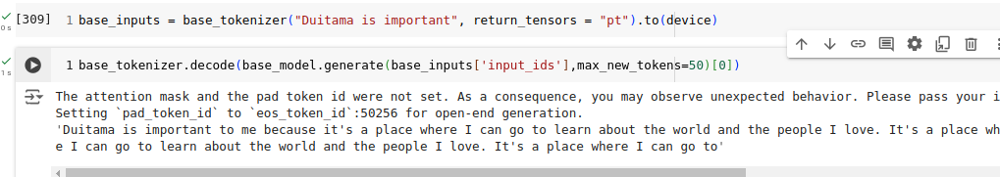 [309] 1 base_inputs = base_tokenizer("Duitama is important", return_tensors = "pt").to(device)
0s
1 base_tokenizer.decode(base_model.generate(base_inputs['input_ids'],max_new_tokens=50)[0])
1s
The attention mask and the pad token id were not set. As a consequence, you may observe unexpected behavior. Please pass your i
Setting `pad_token_id` to `eos_token_id`:50256 for open-end generation.
'Duitama is important to me because it's a place where I can go to learn about the world and the people I love. It's a place wh
e I can go to learn about the world and the people I love. It's a place where I can go to'